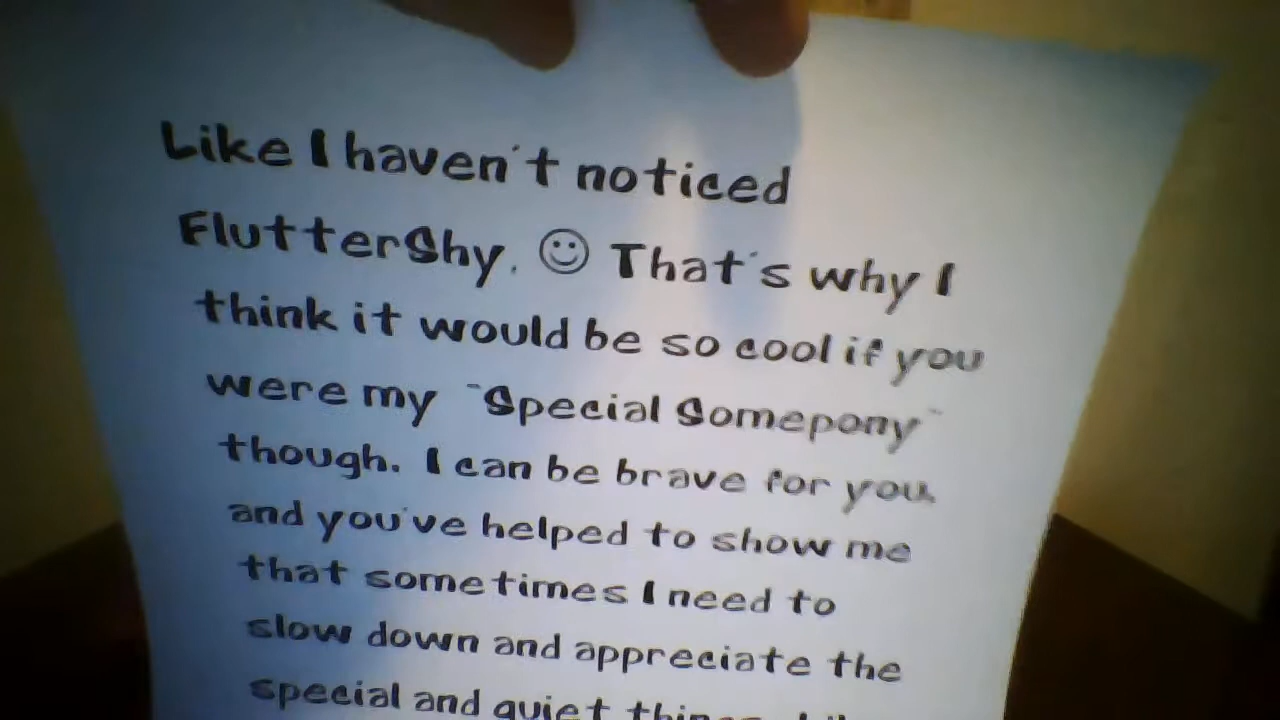 Like I haven't noticed
FlutterShy. ☺ That's why I
think it would be so cool if you
were my "Special Somepony"
though. I can be brave for you,
and you've helped to show me
that sometimes I need to
slow down and appreciate the
special and quiet things